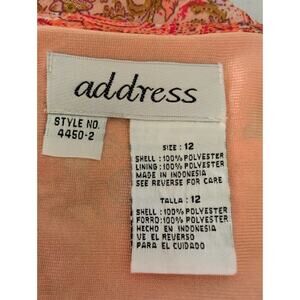 address
STYLE NO.
4450-2
SIZE : 12
SHELL : 100% POLYESTER
LINING : 100% POLYESTER
MADE IN INDONESIA
SEE REVERSE FOR CARE
TALLA : 12
SHELL : 100% POLYESTER
FORRO: 100% POLYESTER
HECHO EN INDONESIA
VE EL REVERSO
PARA EL CUIDADO